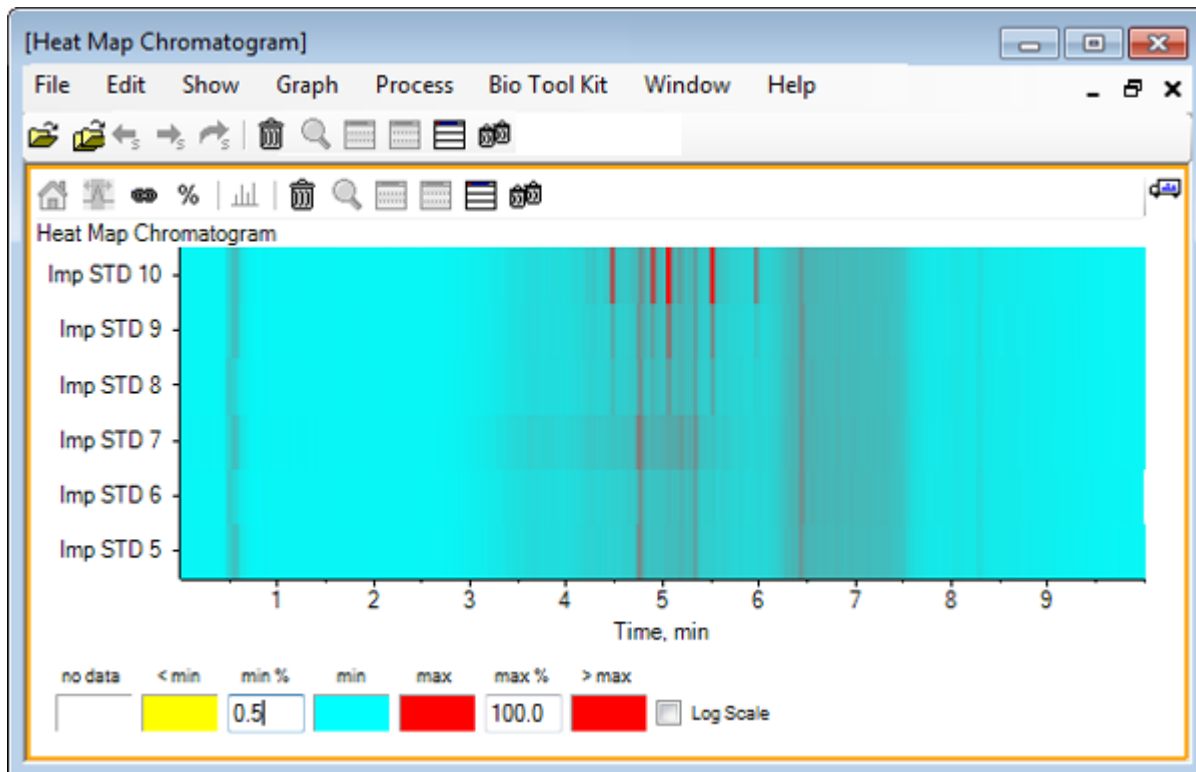 [Heat Map Chromatogram]
File Edit Show Graph Process Bio Tool Kit Window Help
%
Heat Map Chromatogram
Imp STD 10
Imp STD 9
Imp STD 8
Imp STD 7
Imp STD 6
Imp STD 5
1 2 3 4 5 6 7 8 9
Time, min
no data < min min % min max max % > max
0.5 100.0 Log Scale